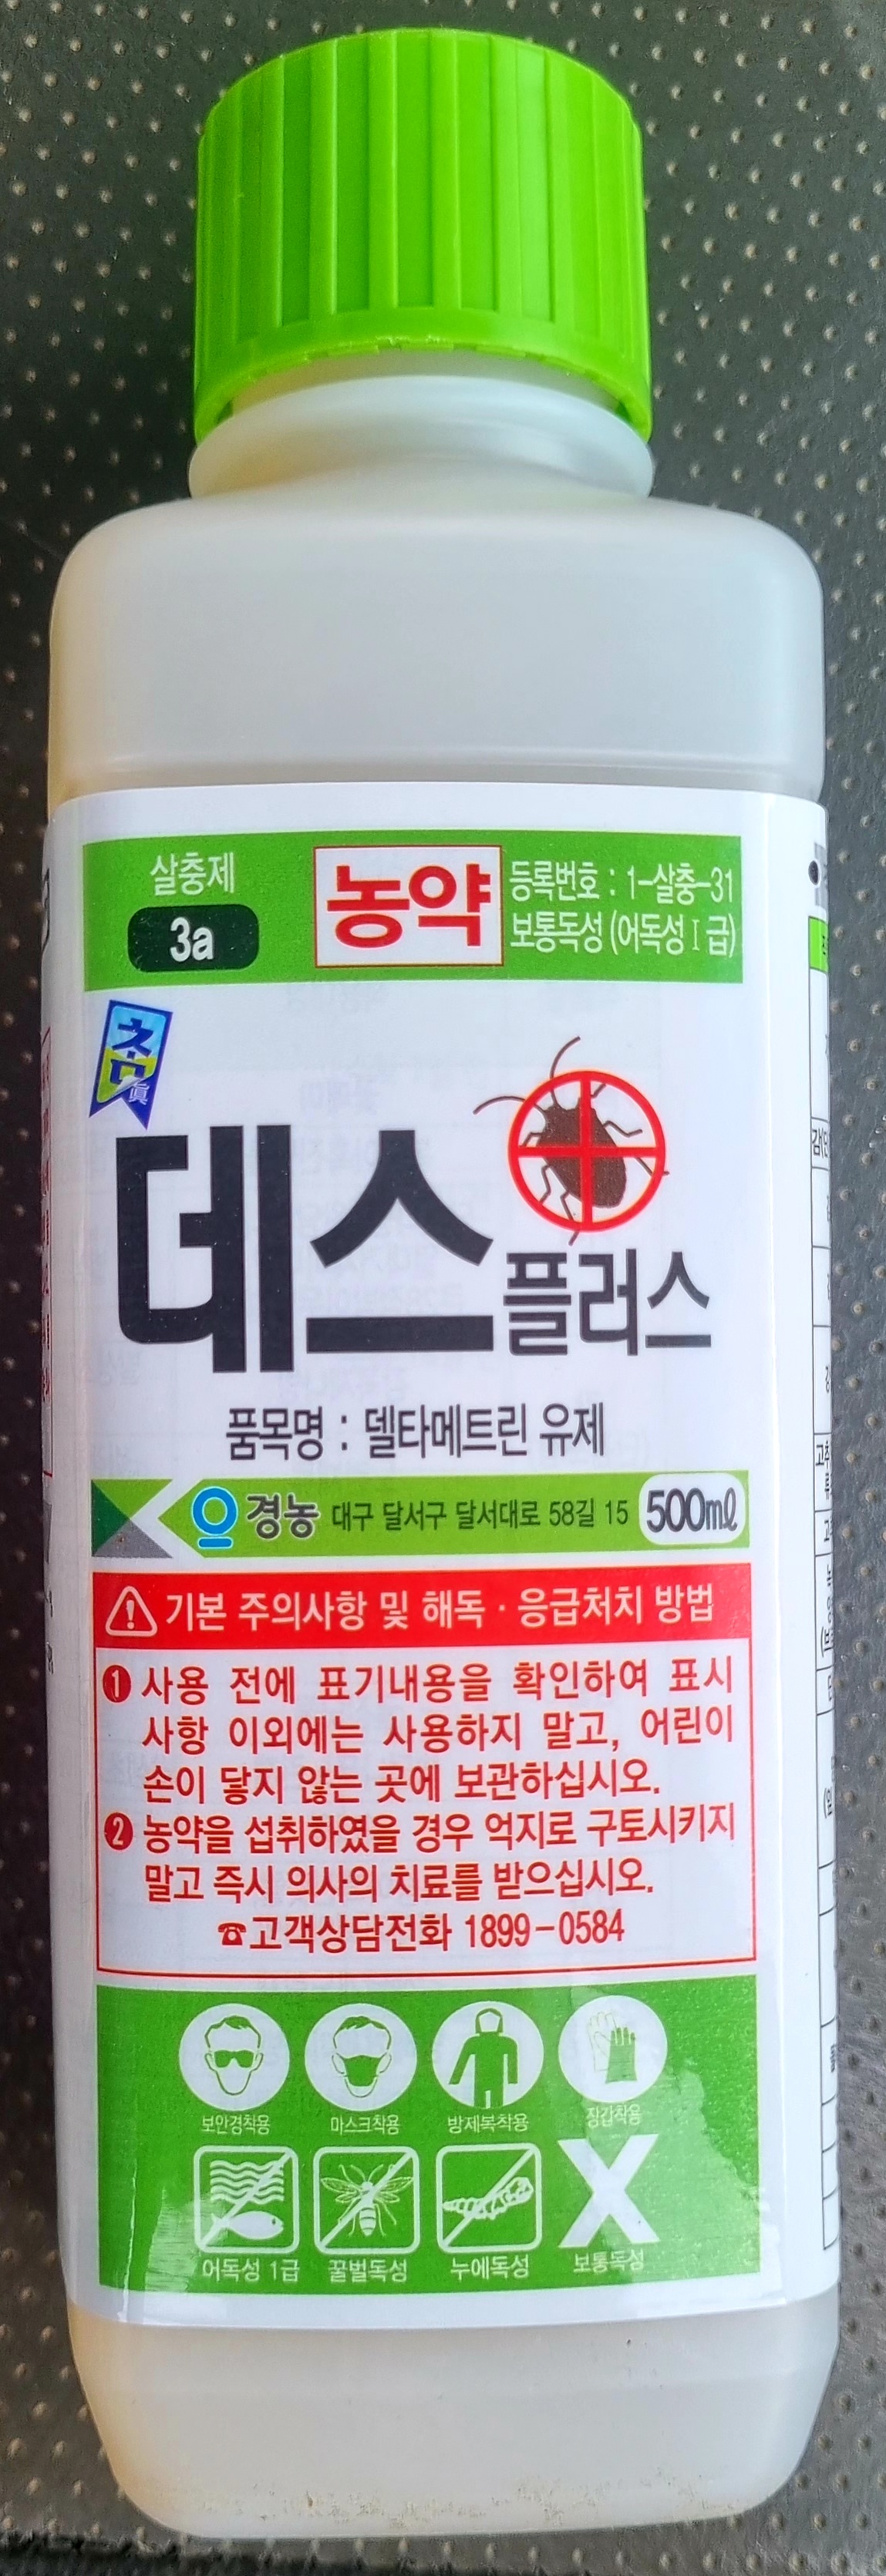 살충제
3a
농약
등록번호 : 1-살충-31
보통독성 (어독성Ⅰ급)
참
眞
데스플러스
품목명 : 델타메트린 유제
경농 대구 달서구 달서대로 58길 15 500mℓ
기본 주의사항 및 해독 · 응급처치 방법
❶ 사용 전에 표기내용을 확인하여 표시
사항 이외에는 사용하지 말고, 어린이
손이 닿지 않는 곳에 보관하십시오.
❷ 농약을 섭취하였을 경우 억지로 구토시키지
말고 즉시 의사의 치료를 받으십시오.
☎고객상담전화 1899-0584
보안경착용 마스크착용 방제복착용 장갑착용
X
어독성 1급 꿀벌독성 누에독성 보통독성